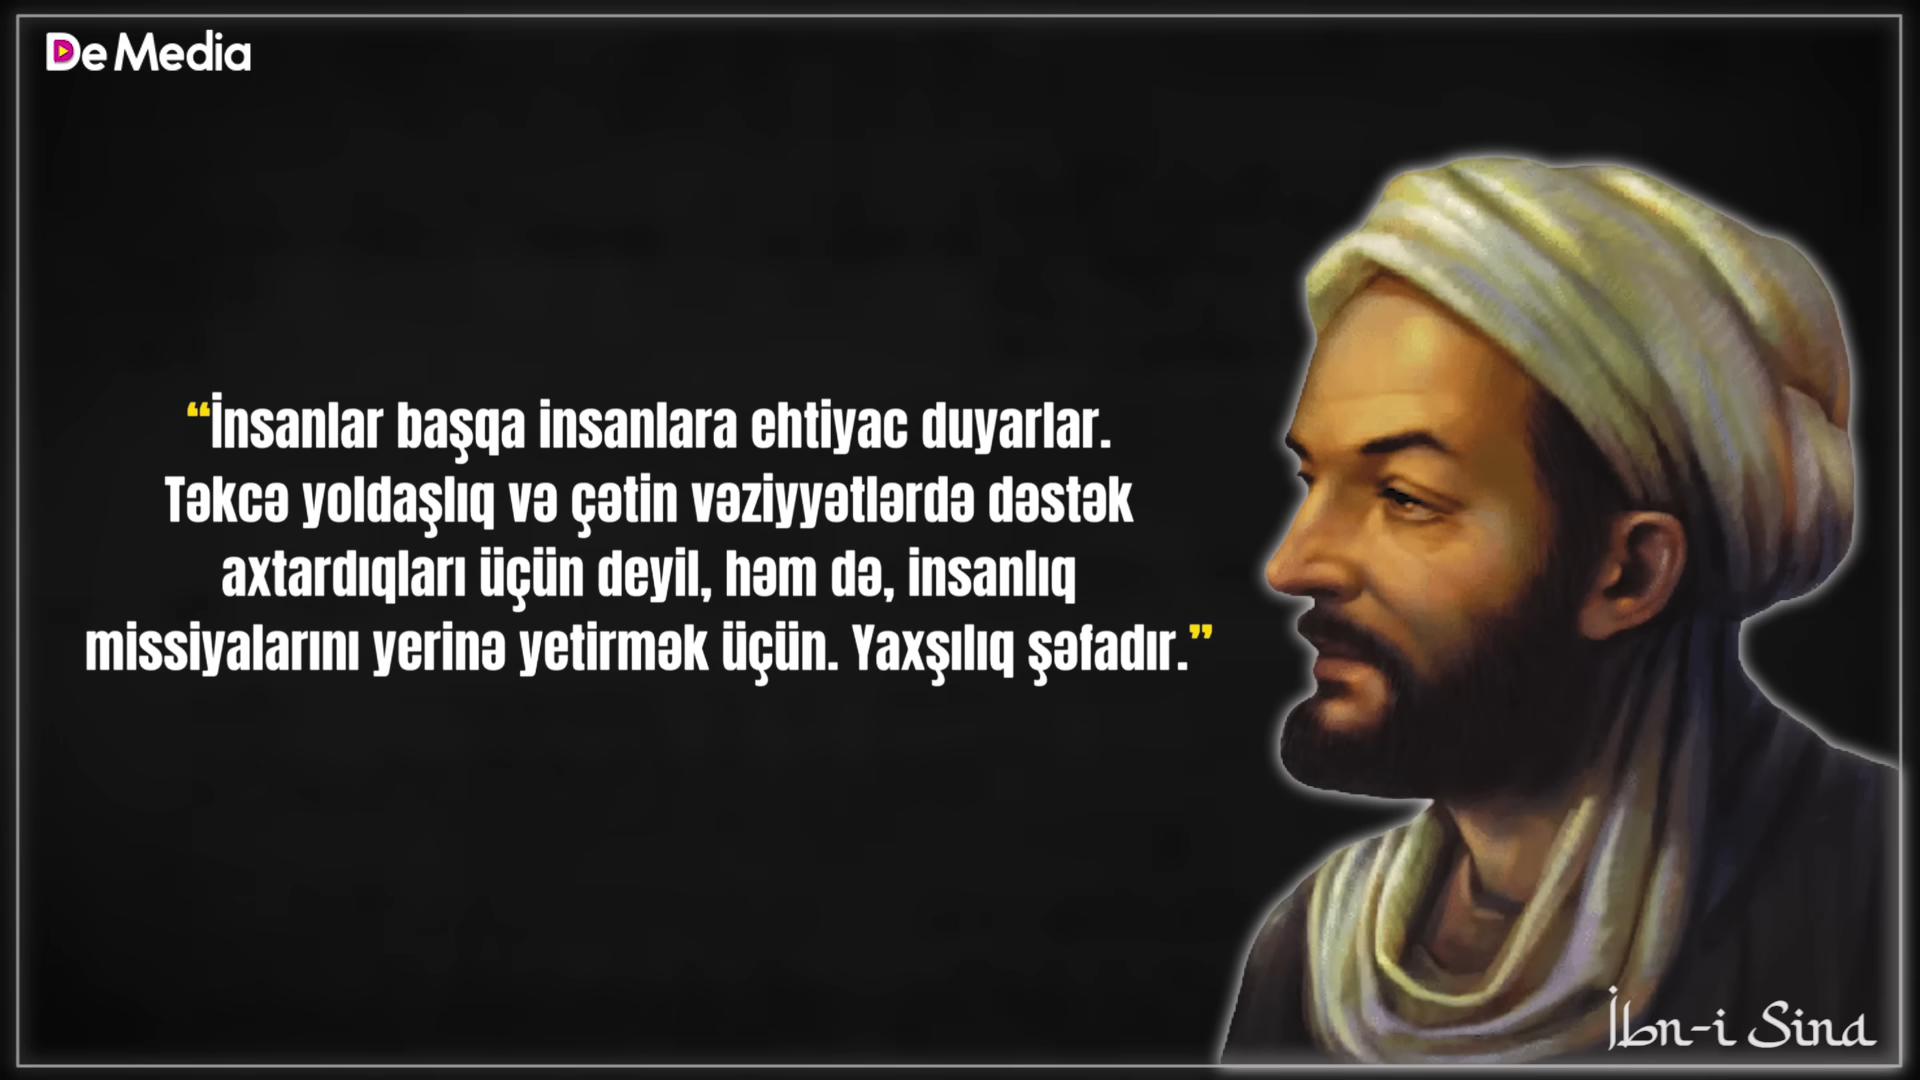 De Media
“İnsanlar başqa insanlara ehtiyac duyarlar.
Təkcə yoldaşlıq və çətin vəziyyətlərdə dəstək
axtardıqları üçün deyil, həm də, insanlıq
missiyalarını yerinə yetirmək üçün. Yaxşılıq şəfadır.”
İbn-i Sina